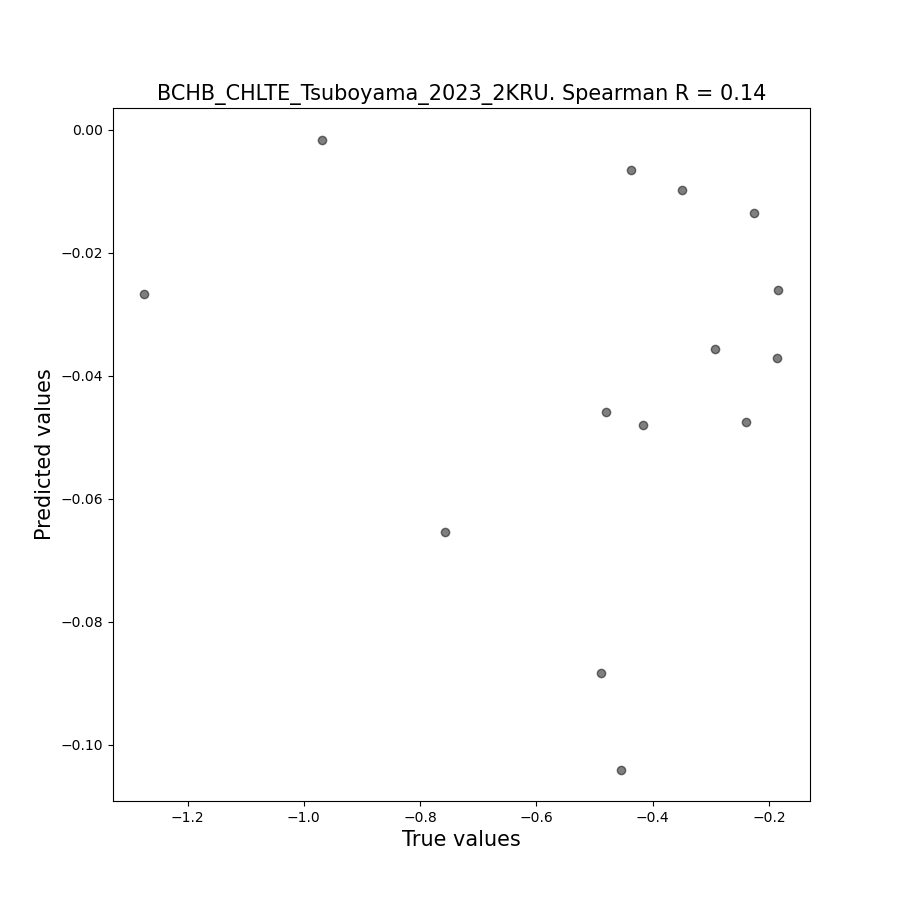 BCHB_CHLTE_Tsuboyama_2023_2KRU. Spearman R = 0.14
0.00
−0.02
−0.04
−0.06
−0.08
−0.10
Predicted values
−1.2 −1.0 −0.8 −0.6 −0.4 −0.2
True values